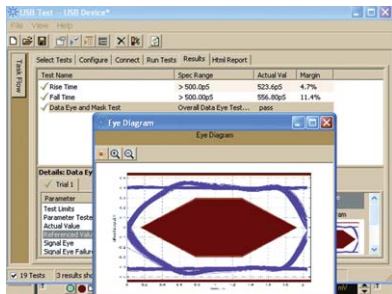 USB Test -- USB Device*
File View Help
Task Flow
Select Tests Configure Connect Run Tests Results Html Report
Test Name Spec Range Actual Val Margin
Rise Time > 500.0pS 523.6pS 4.7%
Fall Time > 500.0pS 556.80pS 11.4%
Data Eye and Mask Test Overall Data Eye Test... pass
Eye Diagram
Eye Diagram
Details: Data Ey
Trial 1
Parameter
Test Limits
Parameter Teste
Actual Value
Referenced Valu
Signal Eye
Signal Eye Failur
19 Tests 3 results sho
mV